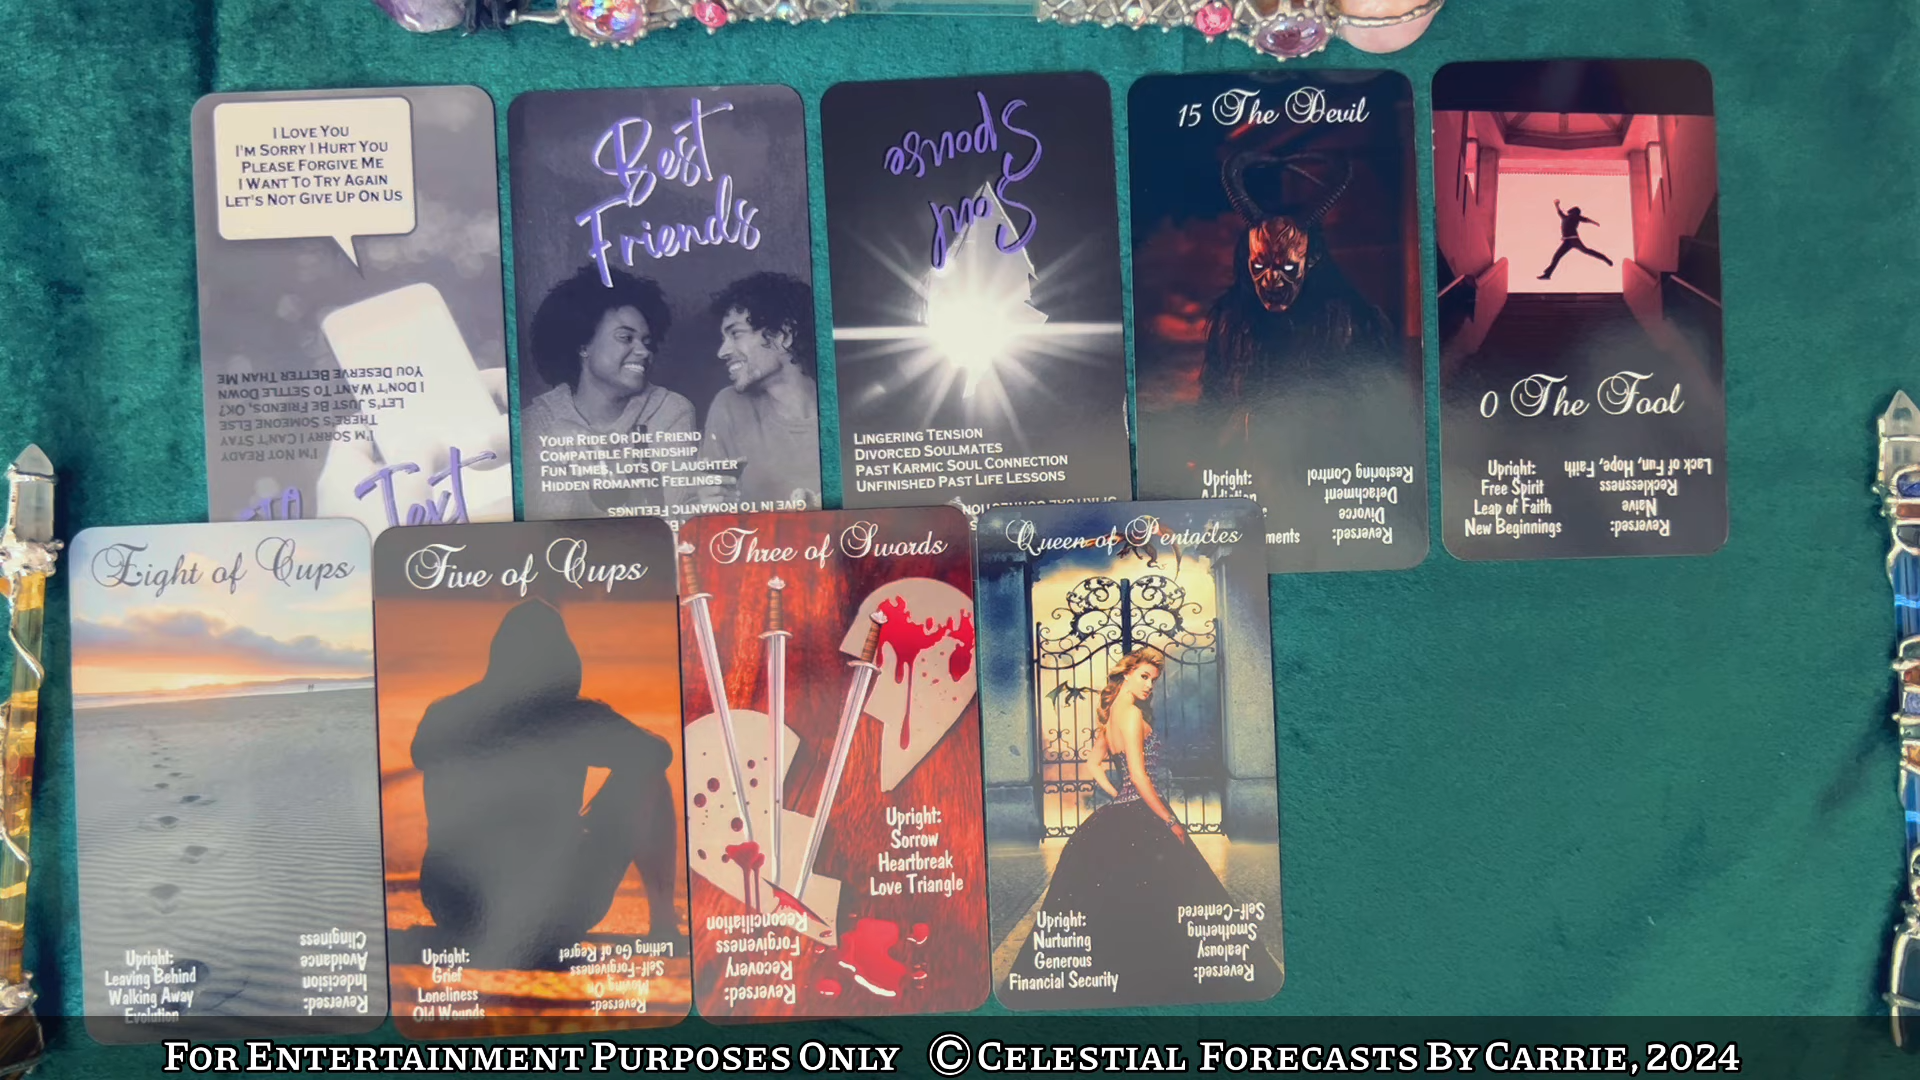 I LOVE YOU
I'M SORRY I HURT YOU
PLEASE FORGIVE ME
I WANT TO TRY AGAIN
LET'S NOT GIVE UP ON US
I'M NOT READY
I'M SORRY I CAN'T STAY
THERE'S SOMEONE ELSE
LET'S JUST BE FRIENDS, OK?
I DON'T WANT TO SETTLE DOWN
YOU DESERVE BETTER THAN ME
Text
Best
Friends
YOUR RIDE OR DIE FRIEND
COMPATIBLE FRIENDSHIP
FUN TIMES, LOTS OF LAUGHTER
HIDDEN ROMANTIC FEELINGS
GIVE IN TO ROMANTIC FEELINGS
Soul
Spouse
LINGERING TENSION
DIVORCED SOULMATES
PAST KARMIC SOUL CONNECTION
UNFINISHED PAST LIFE LESSONS
15 The Devil
Upright:
Addiction
Reversed:
Divorce
Detachment
Restoring Control
0 The Fool
Upright:
Free Spirit
Leap of Faith
New Beginnings
Reversed:
Naive
Recklessness
Lack of Fun, Hope, Faith
Eight of Cups
Upright:
Leaving Behind
Walking Away
Evolution
Reversed:
Indecision
Avoidance
Clinginess
Five of Cups
Upright:
Grief
Loneliness
Old Wounds
Reversed:
Moving On
Self-Forgiveness
Letting Go of Regret
Three of Swords
Upright:
Sorrow
Heartbreak
Love Triangle
Reversed:
Recovery
Forgiveness
Reconciliation
Queen of Pentacles
Upright:
Nurturing
Generous
Financial Security
Reversed:
Jealousy
Smothering
Self-Centered
FOR ENTERTAINMENT PURPOSES ONLY © CELESTIAL FORECASTS BY CARRIE, 2024